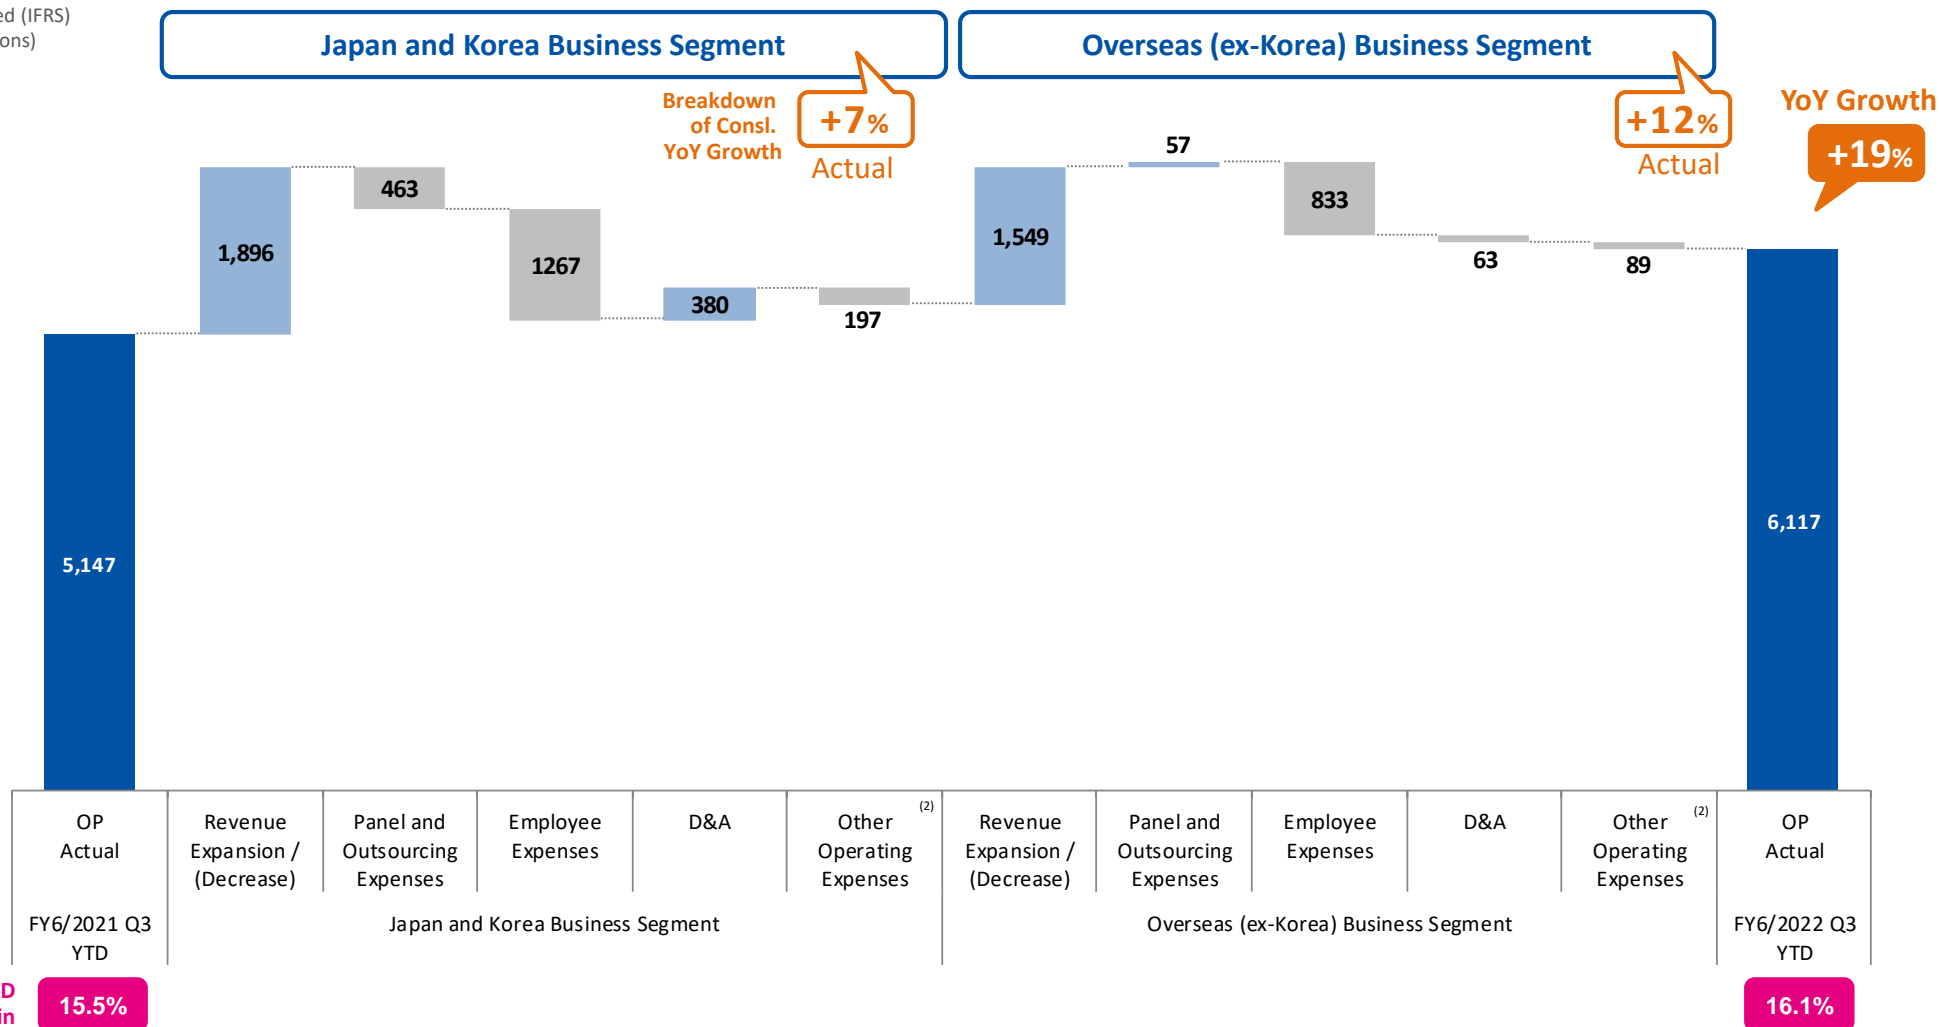 (IFRS)
Japan and Korea Business Segment
Overseas (ex-Korea) Business Segment
Breakdown
of Consl.
YoY Growth
+7%
Actual
+12%
Actual
YoY Growth
+19%
5,147
1,896
463
1267
380
197
1,549
57
833
63
89
6,117
OP
Actual
Revenue
Expansion /
(Decrease)
Panel and
Outsourcing
Expenses
Employee
Expenses
D&A
Other (2)
Operating
Expenses
Revenue
Expansion /
(Decrease)
Panel and
Outsourcing
Expenses
Employee
Expenses
D&A
Other (2)
Operating
Expenses
OP
Actual
FY6/2021 Q3
YTD
Japan and Korea Business Segment
Overseas (ex-Korea) Business Segment
FY6/2022 Q3
YTD
15.5%
16.1%